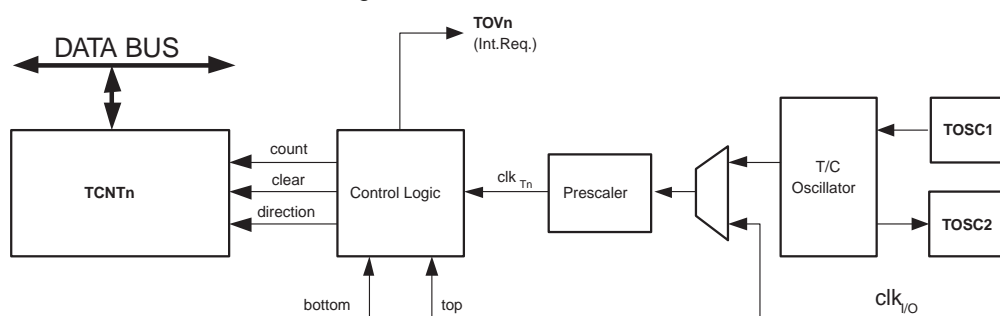 TOVn
(Int.Req.)
DATA BUS
TOSC1
count
T/C
Oscillator
TCNTn
clear
Control Logic
clk Tn
Prescaler
direction
TOSC2
bottom
top
clk I/O